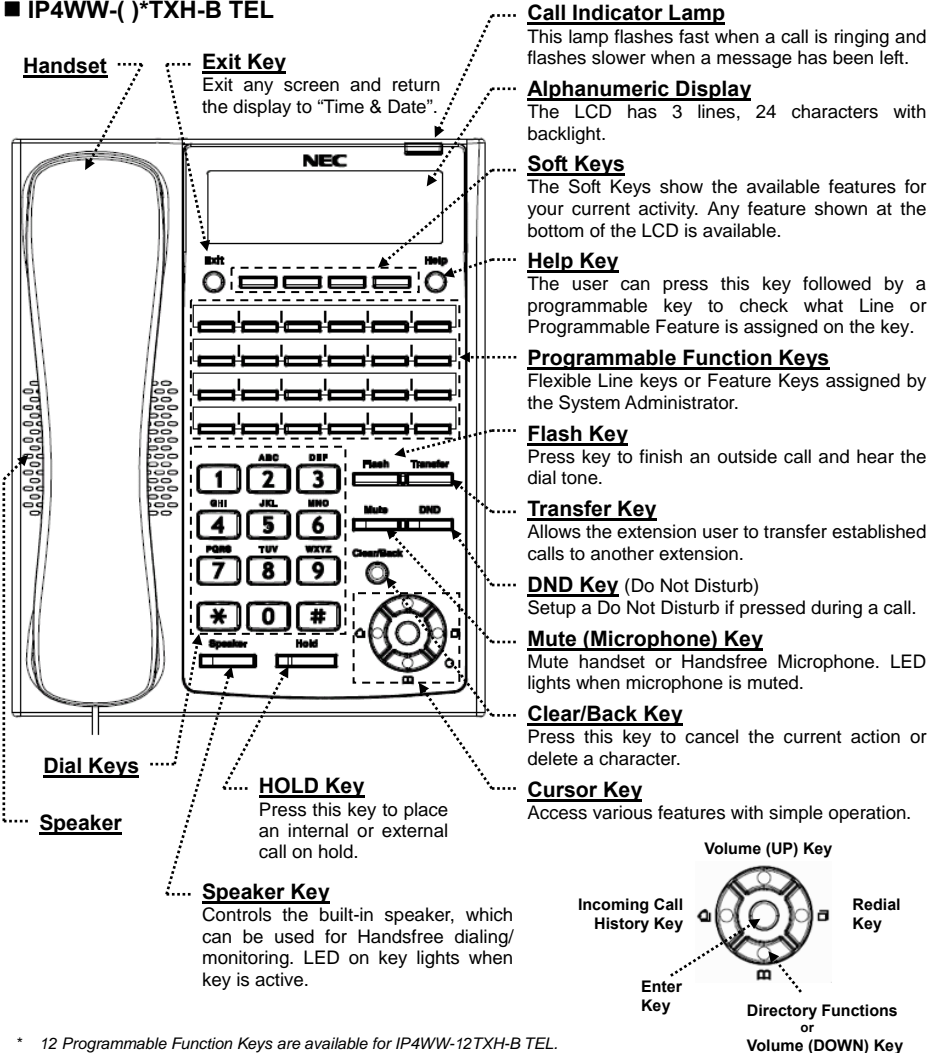 ■ IP4WW-( )*TXH-B TEL
Handset
Exit Key
Exit any screen and return
the display to “Time & Date”.
Call Indicator Lamp
This lamp flashes fast when a call is ringing and
flashes slower when a message has been left.
Alphanumeric Display
The LCD has 3 lines, 24 characters with
backlight.
Soft Keys
The Soft Keys show the available features for
your current activity. Any feature shown at the
bottom of the LCD is available.
Help Key
The user can press this key followed by a
programmable key to check what Line or
Programmable Feature is assigned on the key.
Programmable Function Keys
Flexible Line keys or Feature Keys assigned by
the System Administrator.
Flash Key
Press key to finish an outside call and hear the
dial tone.
Transfer Key
Allows the extension user to transfer established
calls to another extension.
DND Key (Do Not Disturb)
Setup a Do Not Disturb if pressed during a call.
Mute (Microphone) Key
Mute handset or Handsfree Microphone. LED
lights when microphone is muted.
Clear/Back Key
Press this key to cancel the current action or
delete a character.
Cursor Key
Access various features with simple operation.
NEC
Exit
Help
ABC DEF
1 2 3
Flash Transfer
GHI JKL MNO
4 5 6
Mute DND
PQRS TUV WXYZ
7 8 9
Clear/Back
* 0 #
Speaker Hold
Dial Keys
Speaker
HOLD Key
Press this key to place
an internal or external
call on hold.
Speaker Key
Controls the built-in speaker, which
can be used for Handsfree dialing/
monitoring. LED on key lights when
key is active.
Volume (UP) Key
Incoming Call
History Key
Redial
Key
Enter
Key
Directory Functions
or
Volume (DOWN) Key
* 12 Programmable Function Keys are available for IP4WW-12TXH-B TEL.